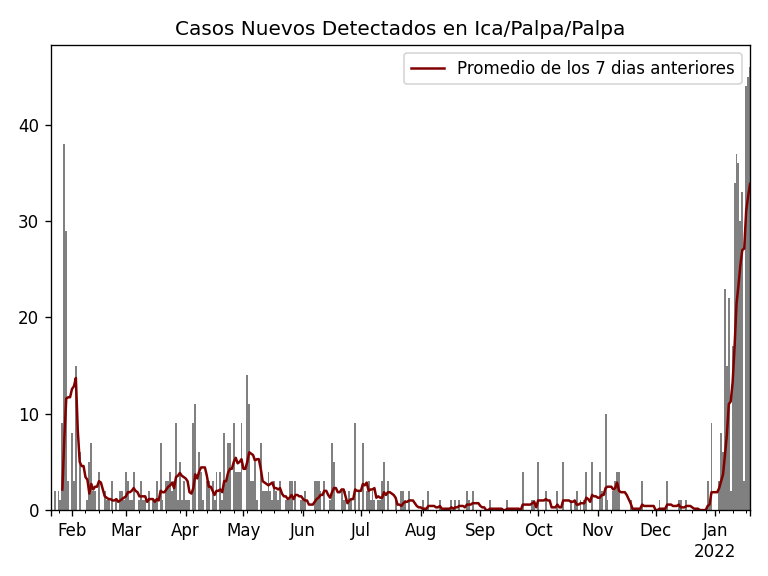 Casos Nuevos Detectados en Ica/Palpa/Palpa
Promedio de los 7 dias anteriores
40
30
20
10
0
Feb Mar Apr May Jun Jul Aug Sep Oct Nov Dec Jan
2022